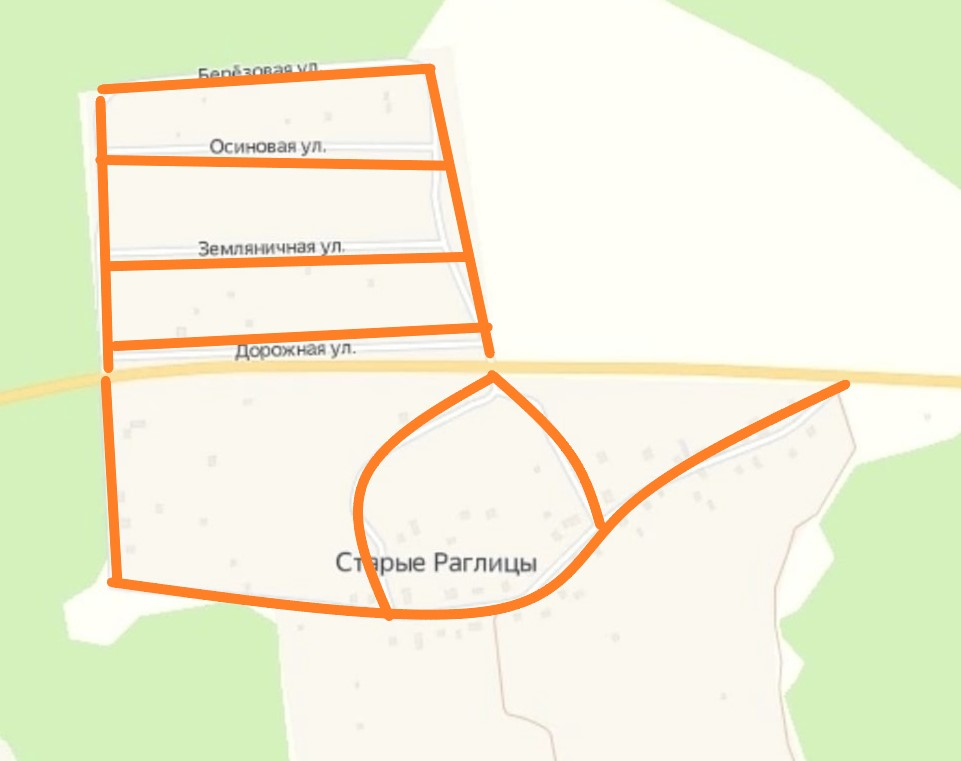 Берёзовая ул.
Осиновая ул.
Земляничная ул.
Дорожная ул.
Старые Раглицы